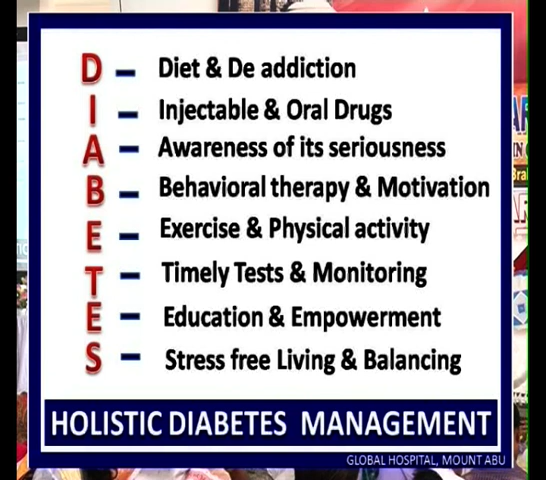 D – Diet & De addiction
I – Injectable & Oral Drugs
A – Awareness of its seriousness
B – Behavioral therapy & Motivation
E – Exercise & Physical activity
T – Timely Tests & Monitoring
E – Education & Empowerment
S – Stress free Living & Balancing
HOLISTIC DIABETES MANAGEMENT
GLOBAL HOSPITAL, MOUNT ABU